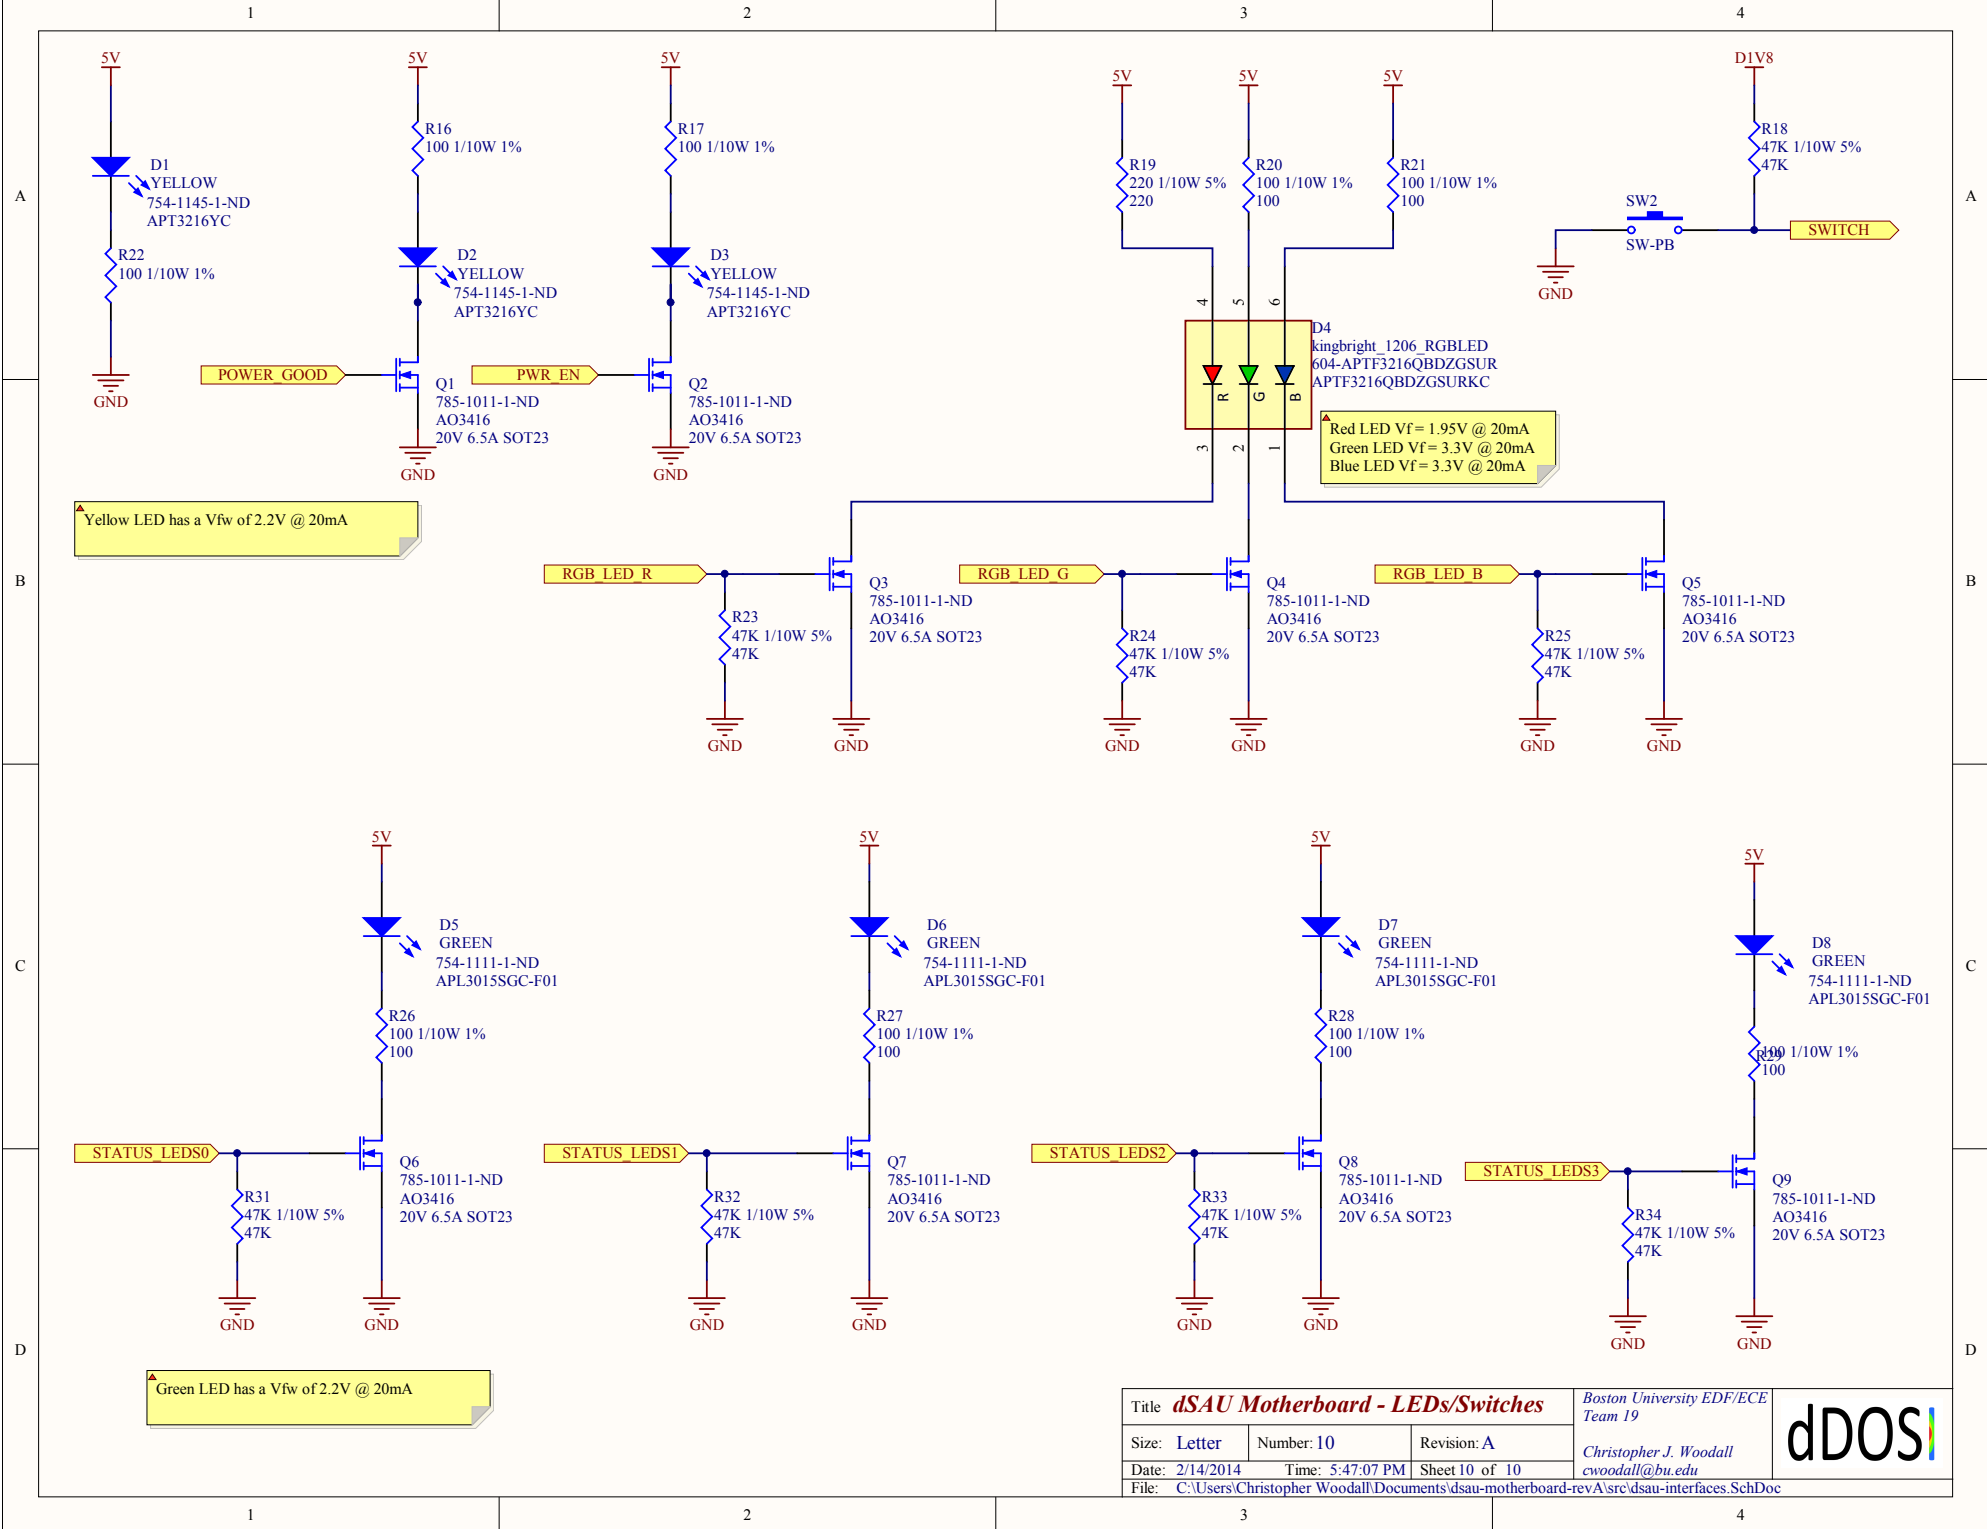 1
2
3
4
A
A
B
B
C
C
D
D
1
2
3
4
5V
D1
YELLOW
754-1145-1-ND
APT3216YC
R22
100 1/10W 1%
GND
5V
R16
100 1/10W 1%
D2
YELLOW
754-1145-1-ND
APT3216YC
POWER_GOOD
Q1
785-1011-1-ND
AO3416
20V 6.5A SOT23
GND
5V
R17
100 1/10W 1%
D3
YELLOW
754-1145-1-ND
APT3216YC
PWR_EN
Q2
785-1011-1-ND
AO3416
20V 6.5A SOT23
GND
Yellow LED has a Vfw of 2.2V @ 20mA
5V
R19
220 1/10W 5%
220
5V
R20
100 1/10W 1%
100
5V
R21
100 1/10W 1%
100
4
5
6
R
G
B
3
2
1
D4
kingbright_1206_RGBLED
604-APTF3216QBDZGSUR
APTF3216QBDZGSURKC
Red LED Vf = 1.95V @ 20mA
Green LED Vf = 3.3V @ 20mA
Blue LED Vf = 3.3V @ 20mA
D1V8
R18
47K 1/10W 5%
47K
SW2
SW-PB
SWITCH
GND
RGB_LED_R
R23
47K 1/10W 5%
47K
GND
Q3
785-1011-1-ND
AO3416
20V 6.5A SOT23
GND
RGB_LED_G
R24
47K 1/10W 5%
47K
GND
Q4
785-1011-1-ND
AO3416
20V 6.5A SOT23
GND
RGB_LED_B
R25
47K 1/10W 5%
47K
GND
Q5
785-1011-1-ND
AO3416
20V 6.5A SOT23
GND
5V
D5
GREEN
754-1111-1-ND
APL3015SGC-F01
R26
100 1/10W 1%
100
STATUS_LEDS0
Q6
785-1011-1-ND
AO3416
20V 6.5A SOT23
R31
47K 1/10W 5%
47K
GND
GND
5V
D6
GREEN
754-1111-1-ND
APL3015SGC-F01
R27
100 1/10W 1%
100
STATUS_LEDS1
Q7
785-1011-1-ND
AO3416
20V 6.5A SOT23
R32
47K 1/10W 5%
47K
GND
GND
5V
D7
GREEN
754-1111-1-ND
APL3015SGC-F01
R28
100 1/10W 1%
100
STATUS_LEDS2
Q8
785-1011-1-ND
AO3416
20V 6.5A SOT23
R33
47K 1/10W 5%
47K
GND
GND
5V
D8
GREEN
754-1111-1-ND
APL3015SGC-F01
R29
100 1/10W 1%
100
STATUS_LEDS3
Q9
785-1011-1-ND
AO3416
20V 6.5A SOT23
R34
47K 1/10W 5%
47K
GND
GND
Green LED has a Vfw of 2.2V @ 20mA
Title dSAU Motherboard - LEDs/Switches
Size: Letter
Number: 10
Revision: A
Date: 2/14/2014
Time: 5:47:07 PM
Sheet 10 of 10
File: C:\Users\Christopher Woodall\Documents\dsau-motherboard-revA\src\dsau-interfaces.SchDoc
Boston University EDF/ECE
Team 19
Christopher J. Woodall
cwoodall@bu.edu
dDOSI